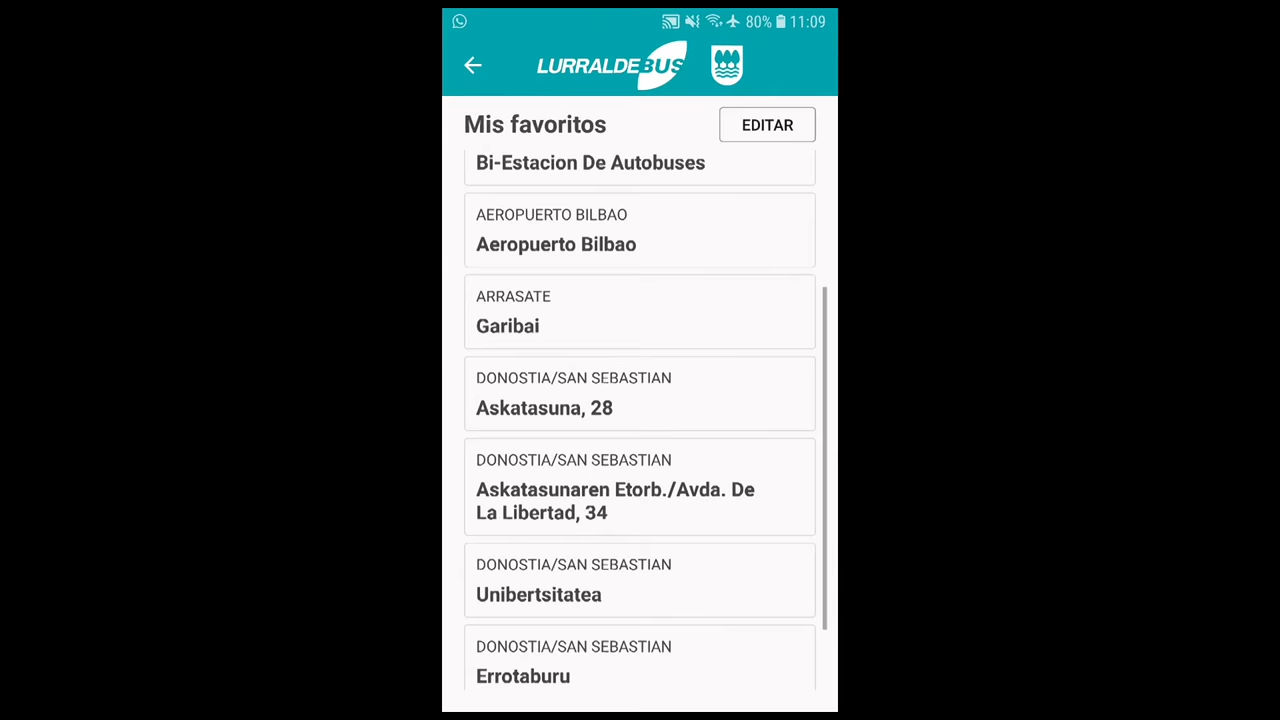 80% 11:09
LURRALDEBUS
Mis favoritos
EDITAR
Bi-Estacion De Autobuses
AEROPUERTO BILBAO
Aeropuerto Bilbao
ARRASATE
Garibai
DONOSTIA/SAN SEBASTIAN
Askatasuna, 28
DONOSTIA/SAN SEBASTIAN
Askatasunaren Etorb./Avda. De
La Libertad, 34
DONOSTIA/SAN SEBASTIAN
Unibertsitatea
DONOSTIA/SAN SEBASTIAN
Errotaburu